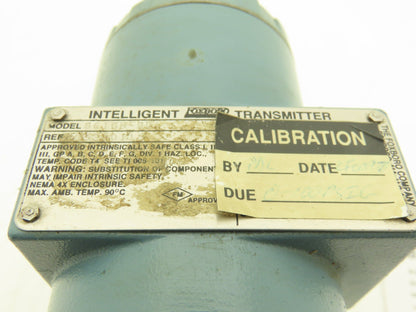 INTELLIGENT FOXBORO TRANSMITTER
MODEL
REF
APPROVED INTRINSICALLY SAFE CLASS I, II
III, GP A, B, C, D, E, F, G, DIV. 1 HAZ. LOC.,
TEMP. CODE T4 SEE TI 005-101
WARNING: SUBSTITUTION OF COMPONENT
MAY IMPAIR INTRINSIC SAFETY.
NEMA 4X ENCLOSURE.
MAX. AMB. TEMP. 90°C
FM
APPROVE
CALIBRATION
BY DATE
DUE
THE FOXBORO COMPANY